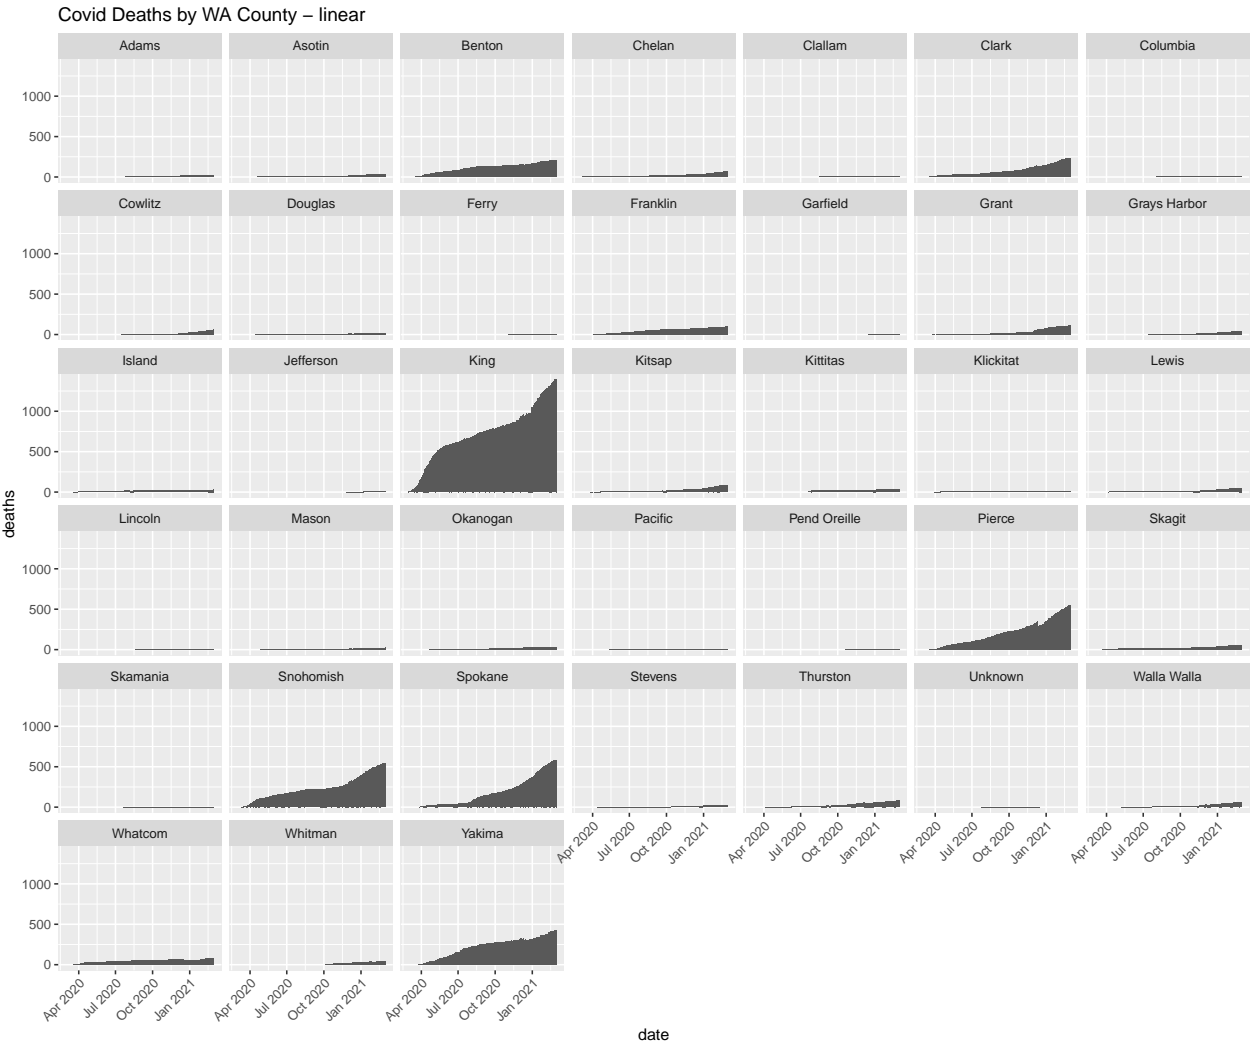 Covid Deaths by WA County – linear
Adams Asotin Benton Chelan Clallam Clark Columbia
1000
500
0
Cowlitz Douglas Ferry Franklin Garfield Grant Grays Harbor
1000
500
0
Island Jefferson King Kitsap Kittitas Klickitat Lewis
1000
500
0
deaths
Lincoln Mason Okanogan Pacific Pend Oreille Pierce Skagit
1000
500
0
Skamania Snohomish Spokane Stevens Thurston Unknown Walla Walla
1000
500
0
Apr 2020 Jul 2020 Oct 2020 Jan 2021 Apr 2020 Jul 2020 Oct 2020 Jan 2021 Apr 2020 Jul 2020 Oct 2020 Jan 2021 Apr 2020 Jul 2020 Oct 2020 Jan 2021
Whatcom Whitman Yakima
1000
500
0
Apr 2020 Jul 2020 Oct 2020 Jan 2021 Apr 2020 Jul 2020 Oct 2020 Jan 2021 Apr 2020 Jul 2020 Oct 2020 Jan 2021
date